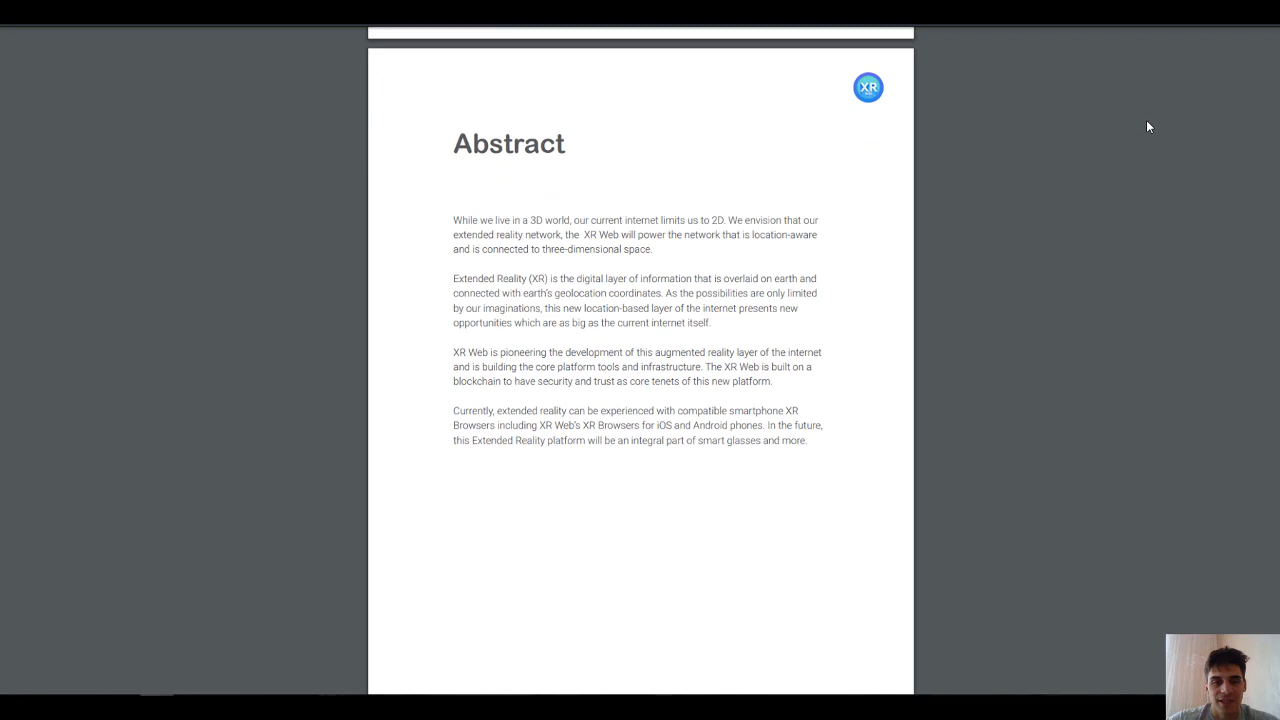 XR
Abstract
While we live in a 3D world, our current internet limits us to 2D. We envision that our
extended reality network, the XR Web will power the network that is location-aware
and is connected to three-dimensional space.
Extended Reality (XR) is the digital layer of information that is overlaid on earth and
connected with earth's geolocation coordinates. As the possibilities are only limited
by our imaginations, this new location-based layer of the internet presents new
opportunities which are as big as the current internet itself.
XR Web is pioneering the development of this augmented reality layer of the internet
and is building the core platform tools and infrastructure. The XR Web is built on a
blockchain to have security and trust as core tenets of this new platform.
Currently, extended reality can be experienced with compatible smartphone XR
Browsers including XR Web's XR Browsers for iOS and Android phones. In the future,
this Extended Reality platform will be an integral part of smart glasses and more.